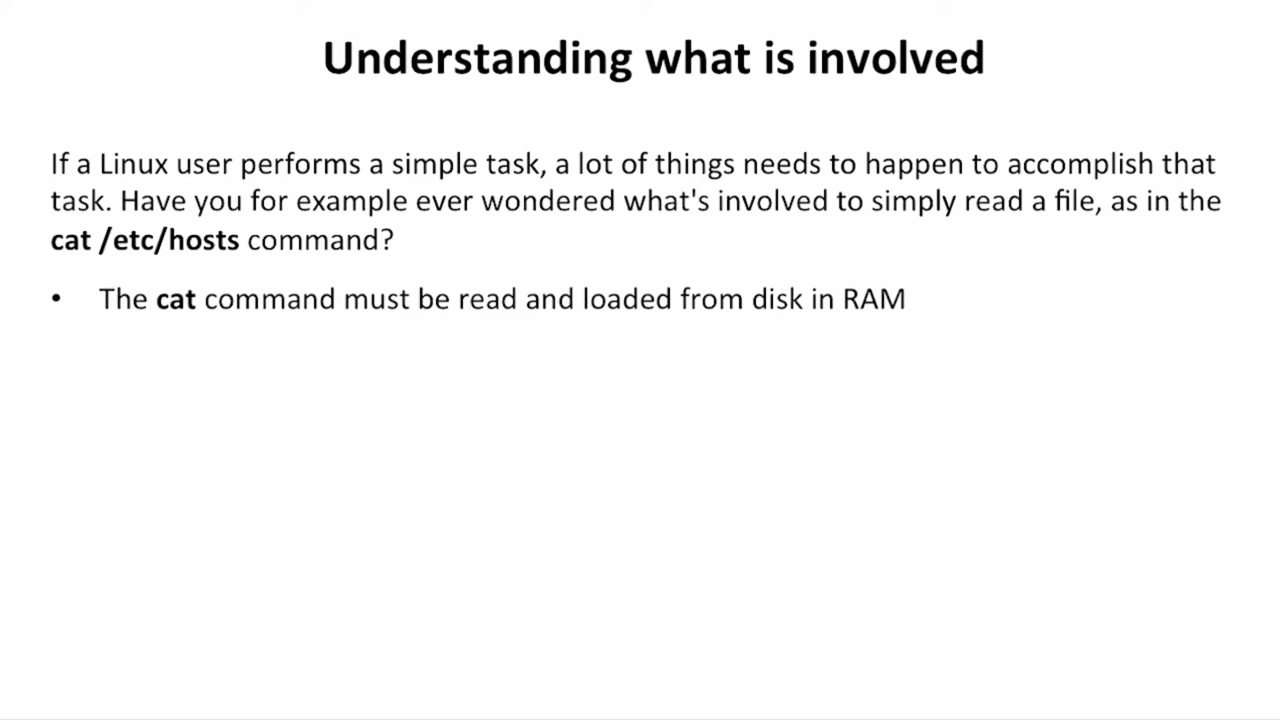 Understanding what is involved
If a Linux user performs a simple task, a lot of things needs to happen to accomplish that
task. Have you for example ever wondered what's involved to simply read a file, as in the
cat /etc/hosts command?
• The cat command must be read and loaded from disk in RAM